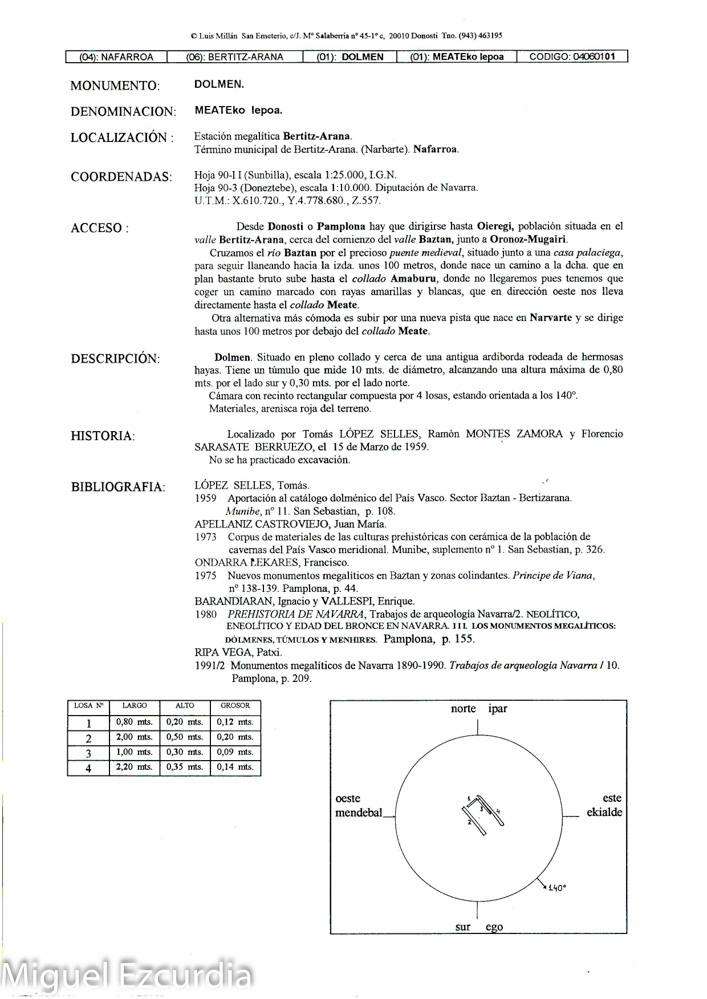 © Luis Millán San Emeterio, c/J. Mº Salaberria nº 45-1º c, 20010 Donosti Tno. (943) 463195
(04): NAFARROA (06): BERTITZ-ARANA (01): DOLMEN (01): MEATEko lepoa CODIGO: 04060101
MONUMENTO: DOLMEN.
DENOMINACION: MEATEko lepoa.
LOCALIZACIÓN : Estación megalítica Bertitz-Arana.
Término municipal de Bertitz-Arana. (Narbarte). Nafarroa.
COORDENADAS: Hoja 90-I I (Sunbilla), escala 1:25.000, I.G.N.
Hoja 90-3 (Doneztebe), escala 1:10.000. Diputación de Navarra.
U.T.M.: X.610.720., Y.4.778.680., Z.557.
ACCESO : Desde Donosti o Pamplona hay que dirigirse hasta Oieregi, población situada en el
valle Bertitz-Arana, cerca del comienzo del valle Baztan, junto a Oronoz-Mugairi.
Cruzamos el río Baztan por el precioso puente medieval, situado junto a una casa palaciega,
para seguir llaneando hacia la izda. unos 100 metros, donde nace un camino a la dcha. que en
plan bastante bruto sube hasta el collado Amaburu, donde no llegaremos pues tenemos que
coger un camino marcado con rayas amarillas y blancas, que en dirección oeste nos lleva
directamente hasta el collado Meate.
Otra alternativa más cómoda es subir por una nueva pista que nace en Narvarte y se dirige
hasta unos 100 metros por debajo del collado Meate.
DESCRIPCIÓN: Dolmen. Situado en pleno collado y cerca de una antigua ardiborda rodeada de hermosas
hayas. Tiene un túmulo que mide 10 mts. de diámetro, alcanzando una altura máxima de 0,80
mts. por el lado sur y 0,30 mts. por el lado norte.
Cámara con recinto rectangular compuesta por 4 losas, estando orientada a los 140º.
Materiales, arenisca roja del terreno.
HISTORIA: Localizado por Tomás LÓPEZ SELLES, Ramón MONTES ZAMORA y Florencio
SARASATE BERRUEZO, el 15 de Marzo de 1959.
No se ha practicado excavación.
BIBLIOGRAFIA: LÓPEZ SELLES, Tomás.
1959 Aportación al catálogo dolménico del País Vasco. Sector Baztan - Bertizarana.
Munibe, nº 11. San Sebastian, p. 108.
APELLANIZ CASTROVIEJO, Juan María.
1973 Corpus de materiales de las culturas prehistóricas con cerámica de la población de
cavernas del País Vasco meridional. Munibe, suplemento nº 1. San Sebastian, p. 326.
ONDARRA LEKARES, Francisco.
1975 Nuevos monumentos megalíticos en Baztan y zonas colindantes. Príncipe de Viana,
nº 138-139. Pamplona, p. 44.
BARANDIARAN, Ignacio y VALLESPI, Enrique.
1980 PREHISTORIA DE NAVARRA, Trabajos de arqueología Navarra/2. NEOLÍTICO,
ENEOLÍTICO Y EDAD DEL BRONCE EN NAVARRA. I I I. LOS MONUMENTOS MEGALÍTICOS:
DÓLMENES, TÚMULOS Y MENHIRES. Pamplona, p. 155.
RIPA VEGA, Patxi.
1991/2 Monumentos megalíticos de Navarra 1890-1990. Trabajos de arqueología Navarra / 10.
Pamplona, p. 209.
LOSA Nº LARGO ALTO GROSOR
1 0,80 mts. 0,20 mts. 0,12 mts.
2 2,00 mts. 0,50 mts. 0,20 mts.
3 1,00 mts. 0,30 mts. 0,09 mts.
4 2,20 mts. 0,35 mts. 0,14 mts.
norte ipar
oeste este
mendebal ekialde
1
3 4
2
140º
sur ego
Miguel Ezcurdia